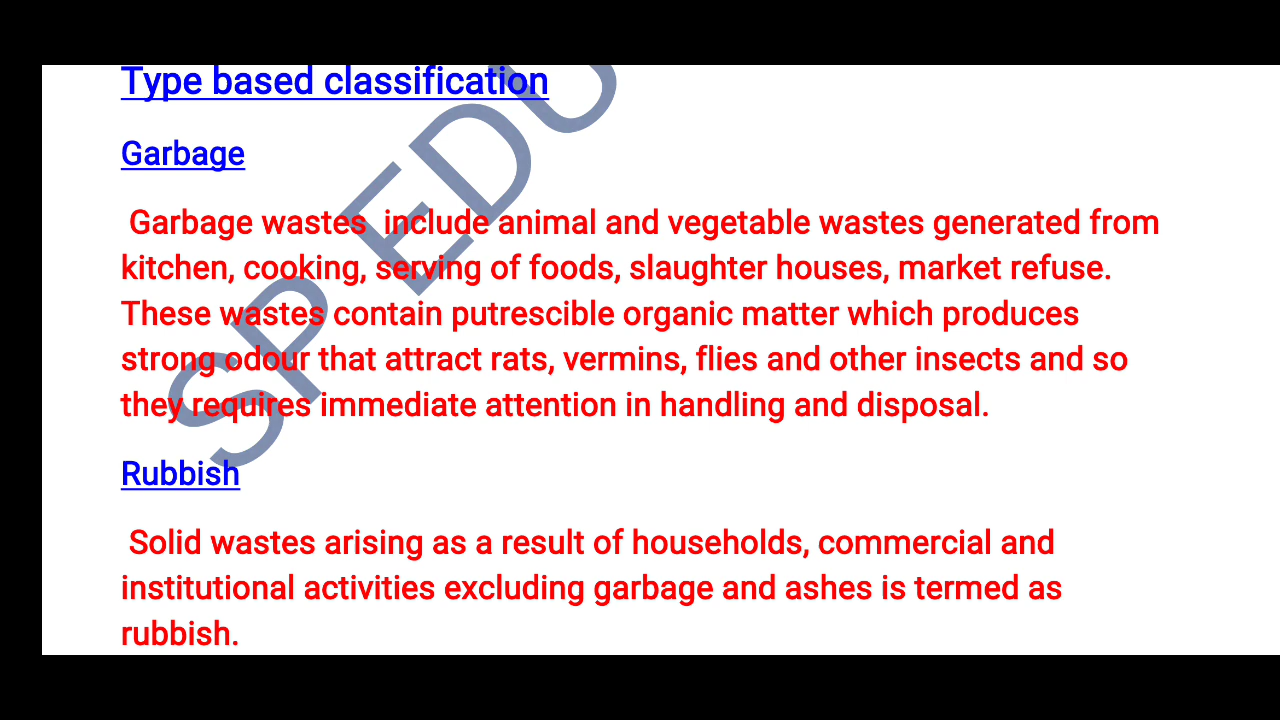 Type based classification
Garbage
Garbage wastes include animal and vegetable wastes generated from
kitchen, cooking, serving of foods, slaughter houses, market refuse.
These wastes contain putrescible organic matter which produces
strong odour that attract rats, vermins, flies and other insects and so
they requires immediate attention in handling and disposal.
Rubbish
Solid wastes arising as a result of households, commercial and
institutional activities excluding garbage and ashes is termed as
rubbish.
SP EDU